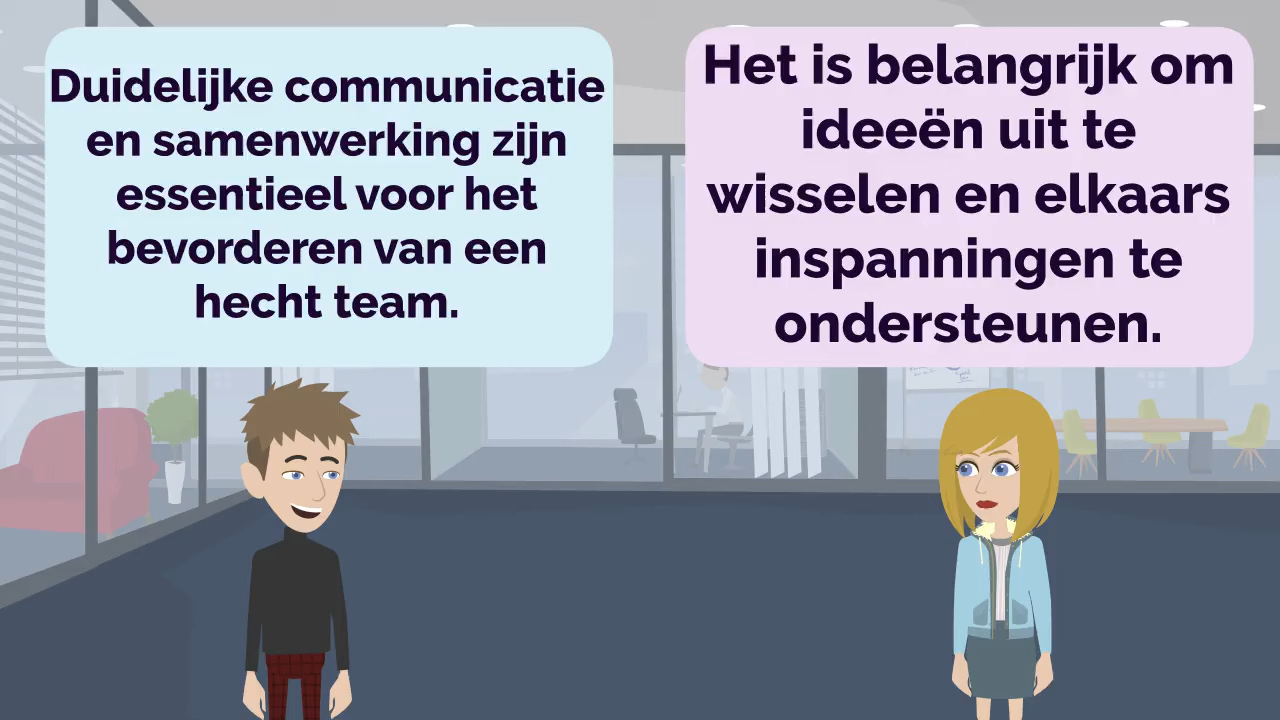 Duidelijke communicatie
en samenwerking zijn
essentieel voor het
bevorderen van een
hecht team.
Het is belangrijk om
ideeën uit te
wisselen en elkaars
inspanningen te
ondersteunen.